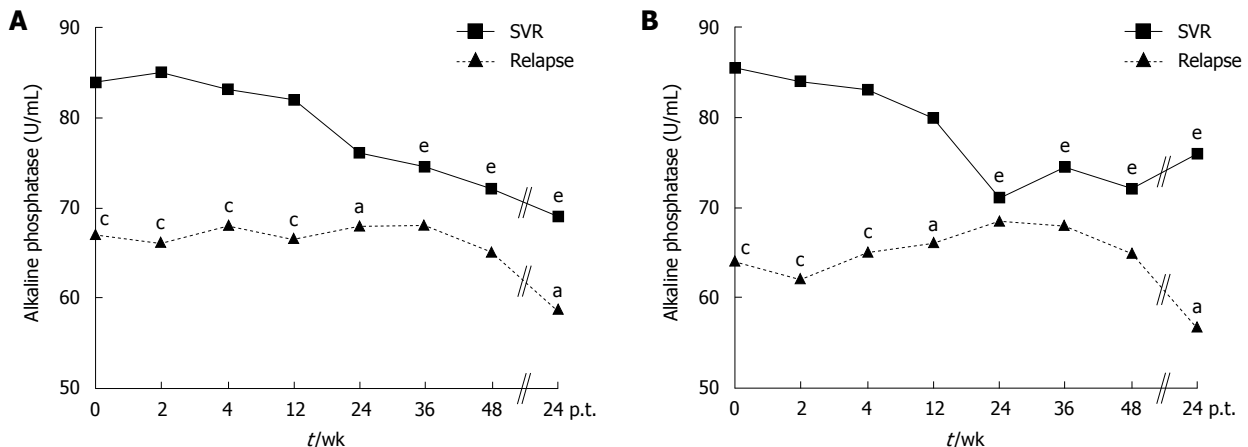 A
90
80
70
60
50
Alkaline phosphatase (U/mL)
SVR
Relapse
e e e
c c c c a
a
0 2 4 12 24 36 48 24 p.t.
t/wk
B
90
80
70
60
50
Alkaline phosphatase (U/mL)
SVR
Relapse
e e e e
c c c a
a
0 2 4 12 24 36 48 24 p.t.
t/wk